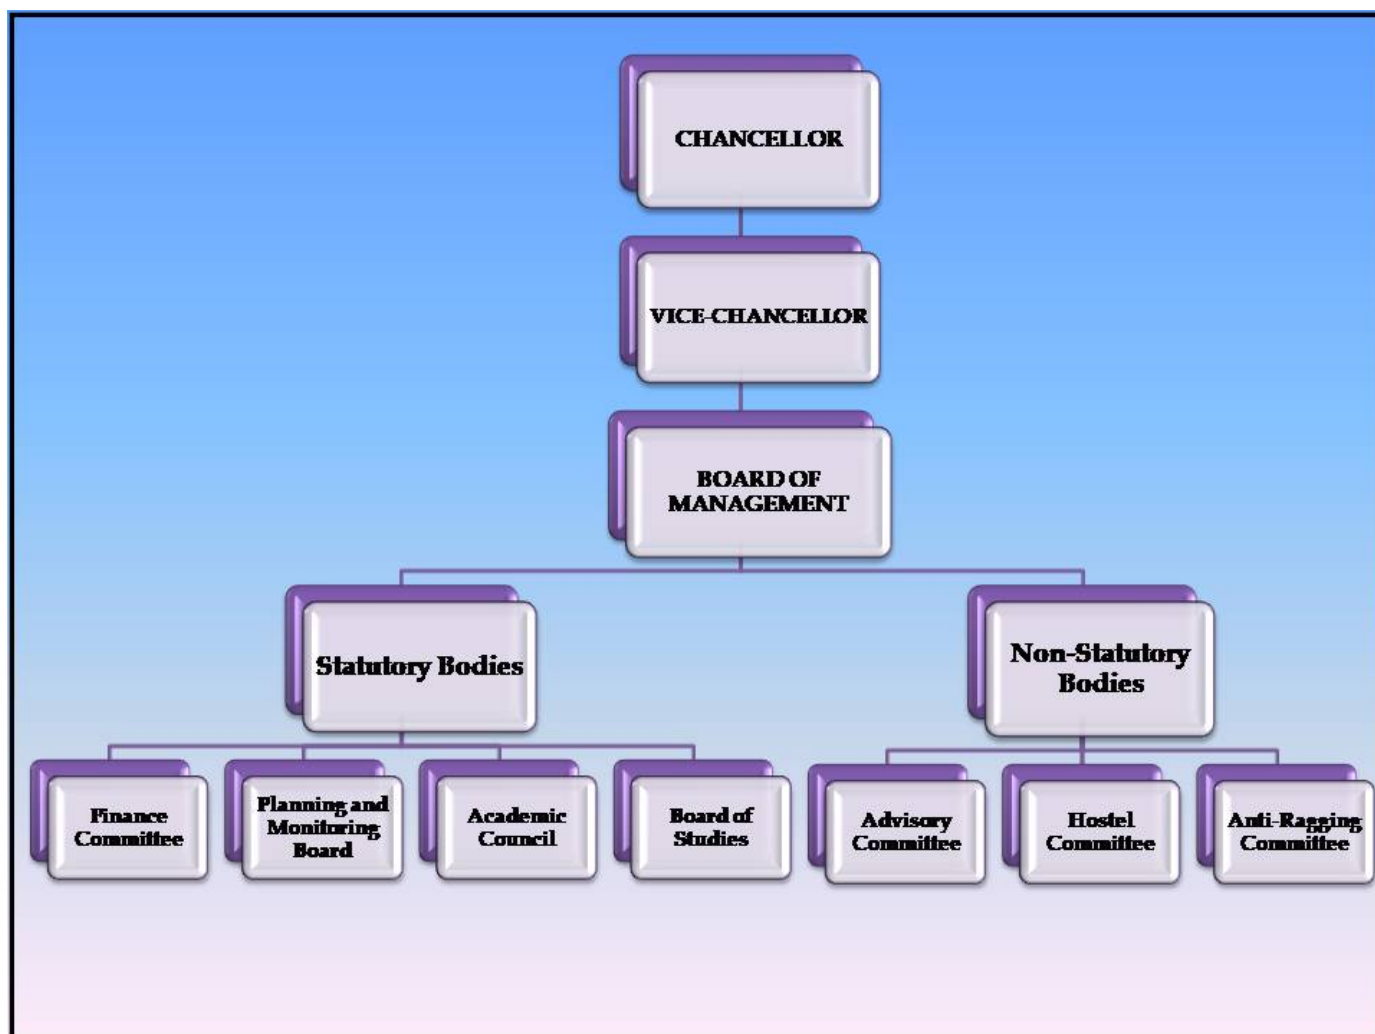 CHANCELLOR
VICE-CHANCELLOR
BOARD OF
MANAGEMENT
Statutory Bodies
Non-Statutory
Bodies
Finance
Committee
Planning and
Monitoring
Board
Academic
Council
Board of
Studies
Advisory
Committee
Hostel
Committee
Anti-Ragging
Committee